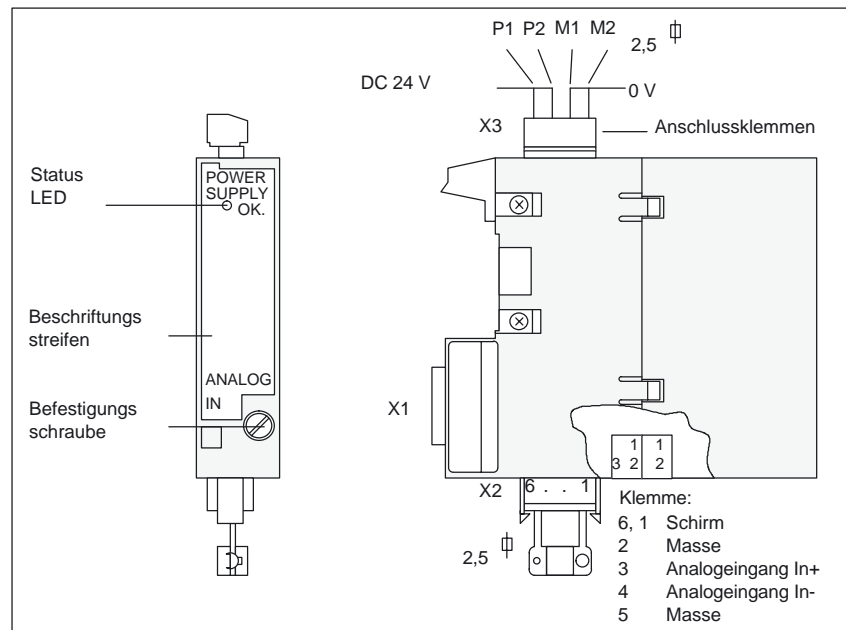 P1 P2 M1 M2
2,5
DC 24 V
0 V
X3
Anschlussklemmen
Status
LED
POWER
SUPPLY
OK.
Beschriftungs
streifen
ANALOG
IN
Befestigungs
schraube
X1
1 1
3 2 2
X2
6 . . 1
2,5
Klemme:
6, 1 Schirm
2 Masse
3 Analogeingang In+
4 Analogeingang In-
5 Masse